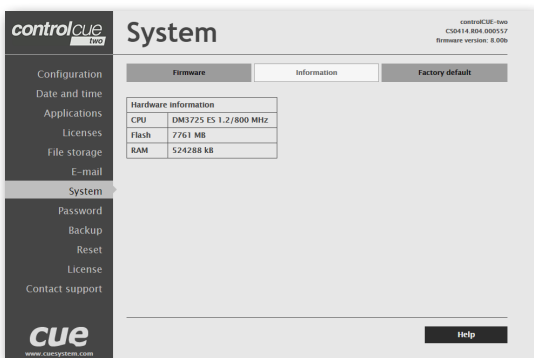 controlcue
two
System
controlCUE-two
CS0414.R04.000557
firmware version: 8.00b
Configuration
Date and time
Applications
Licenses
File storage
E-mail
System
Password
Backup
Reset
License
Contact support
Firmware
Information
Factory default
Hardware information
CPU DM3725 ES 1.2/800 MHz
Flash 7761 MB
RAM 524288 kB
cue
www.cuesystem.com
Help